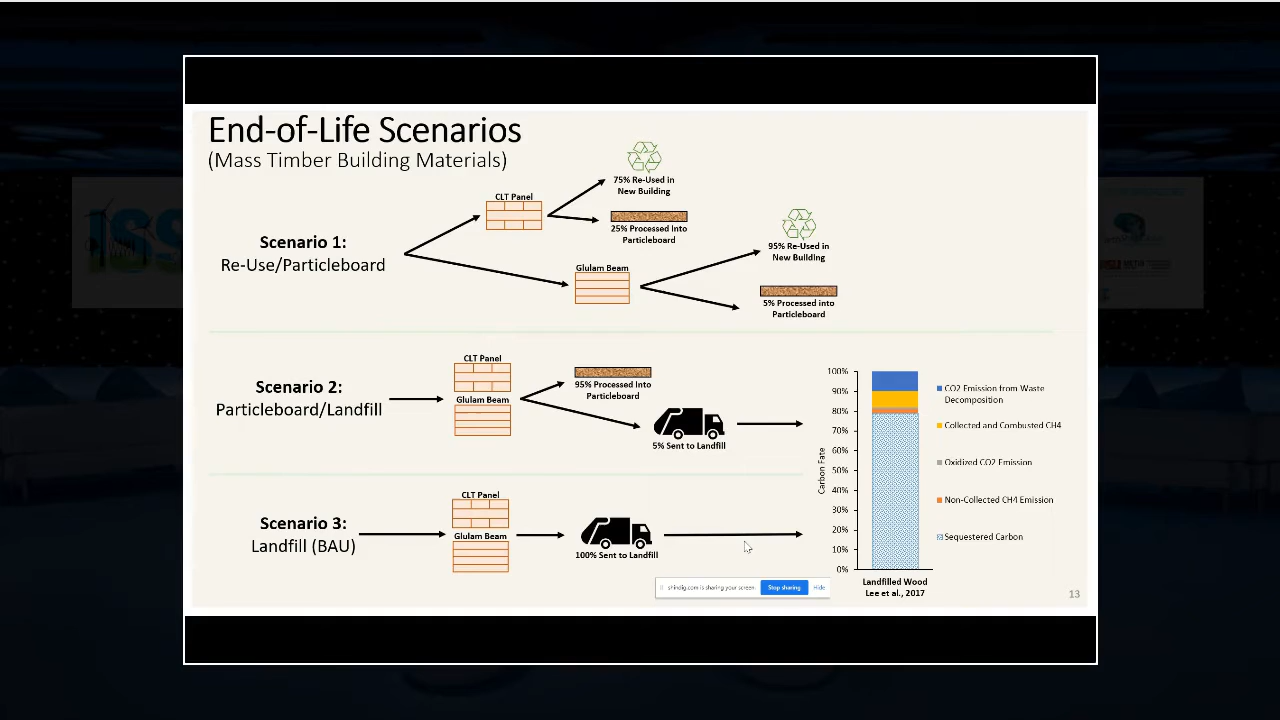 End-of-Life Scenarios
(Mass Timber Building Materials)
CLT Panel
75% Re-Used in
New Building
25% Processed Into
Particleboard
Scenario 1:
Re-Use/Particleboard
Glulam Beam
95% Re-Used in
New Building
5% Processed into
Particleboard
Scenario 2:
Particleboard/Landfill
CLT Panel
Glulam Beam
95% Processed Into
Particleboard
5% Sent to Landfill
Scenario 3:
Landfill (BAU)
CLT Panel
Glulam Beam
100% Sent to Landfill
Carbon Fate
100%
90%
80%
70%
60%
50%
40%
30%
20%
10%
0%
CO2 Emission from Waste
Decomposition
Collected and Combusted CH4
Oxidized CO2 Emission
Non-Collected CH4 Emission
Sequestered Carbon
Landfilled Wood
Lee et al., 2017
shindig.com is sharing your screen.
Stop sharing
Hide
13